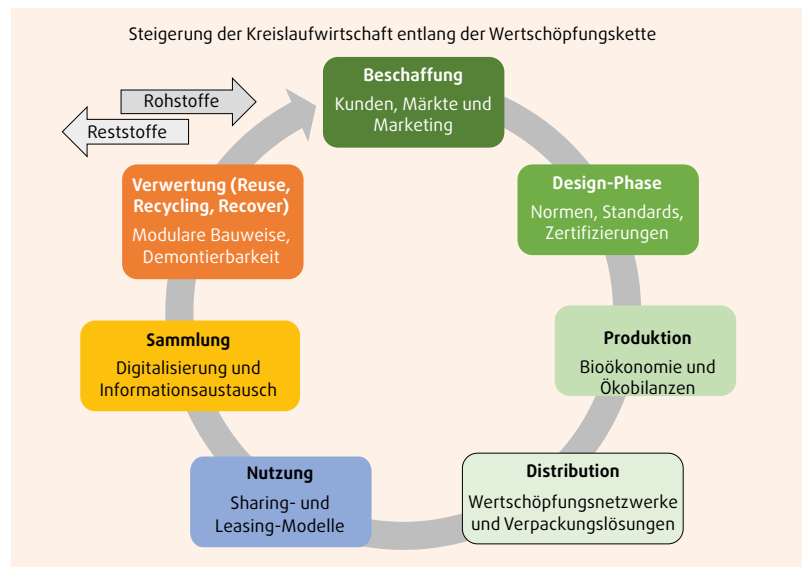 Steigerung der Kreislaufwirtschaft entlang der Wertschöpfungskette
Rohstoffe
Reststoffe
Beschaffung
Kunden, Märkte und
Marketing
Design-Phase
Normen, Standards,
Zertifizierungen
Produktion
Bioökonomie und
Ökobilanzen
Distribution
Wertschöpfungsnetzwerke
und Verpackungslösungen
Nutzung
Sharing- und
Leasing-Modelle
Sammlung
Digitalisierung und
Informationsaustausch
Verwertung (Reuse,
Recycling, Recover)
Modulare Bauweise,
Demontierbarkeit